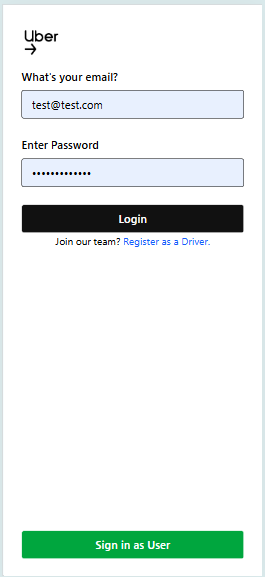 Uber
What's your email?
test@test.com
Enter Password
•••••••••••••
Login
Join our team? Register as a Driver.
Sign in as User